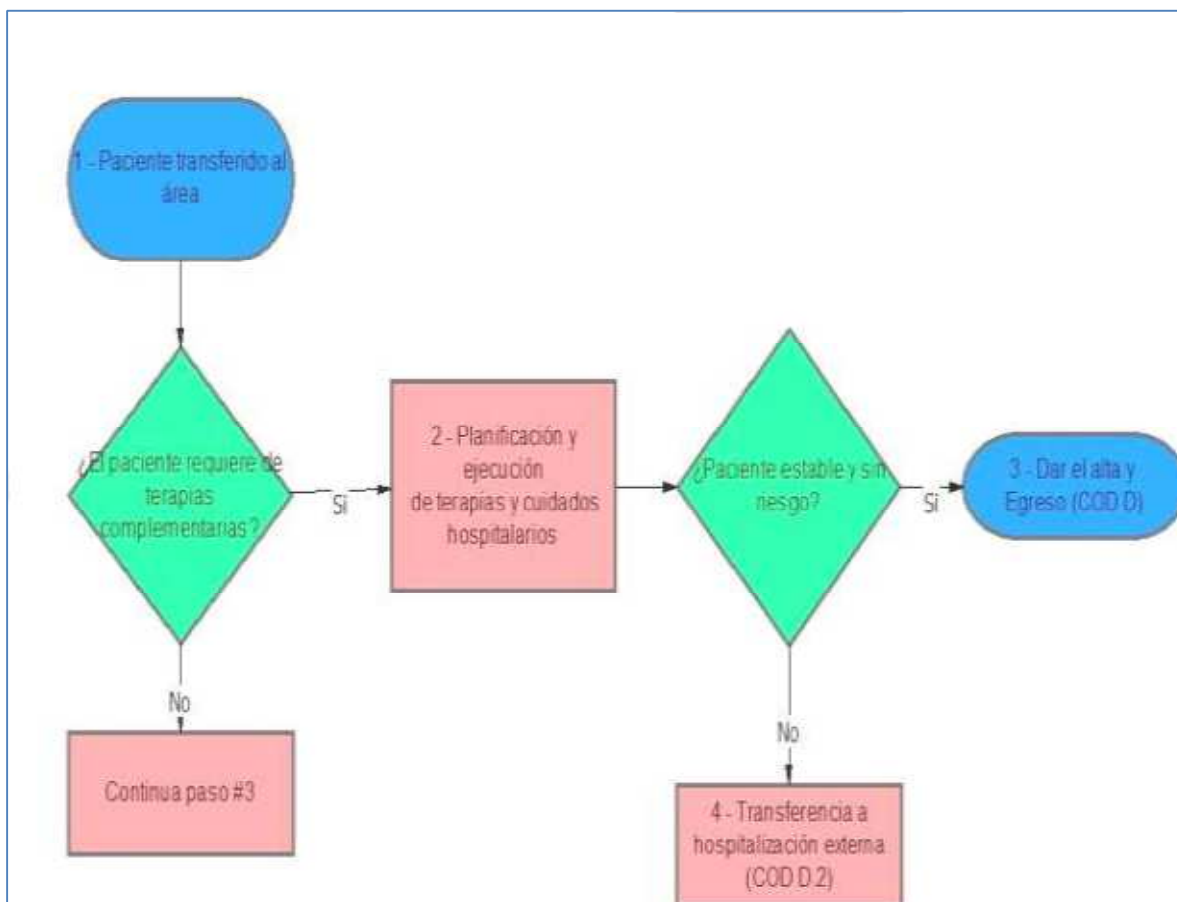 1 - Paciente transferido al
área
¿El paciente requiere de
terapias
complementarias?
Sí
No
Continua paso #3
2 - Planificación y
ejecución
de terapias y cuidados
hospitalarios
¿Paciente estable y sin
riesgo?
Sí
No
3 - Dar el alta y
Egreso (COD D)
4 - Transferencia a
hospitalización externa
(COD D.2)